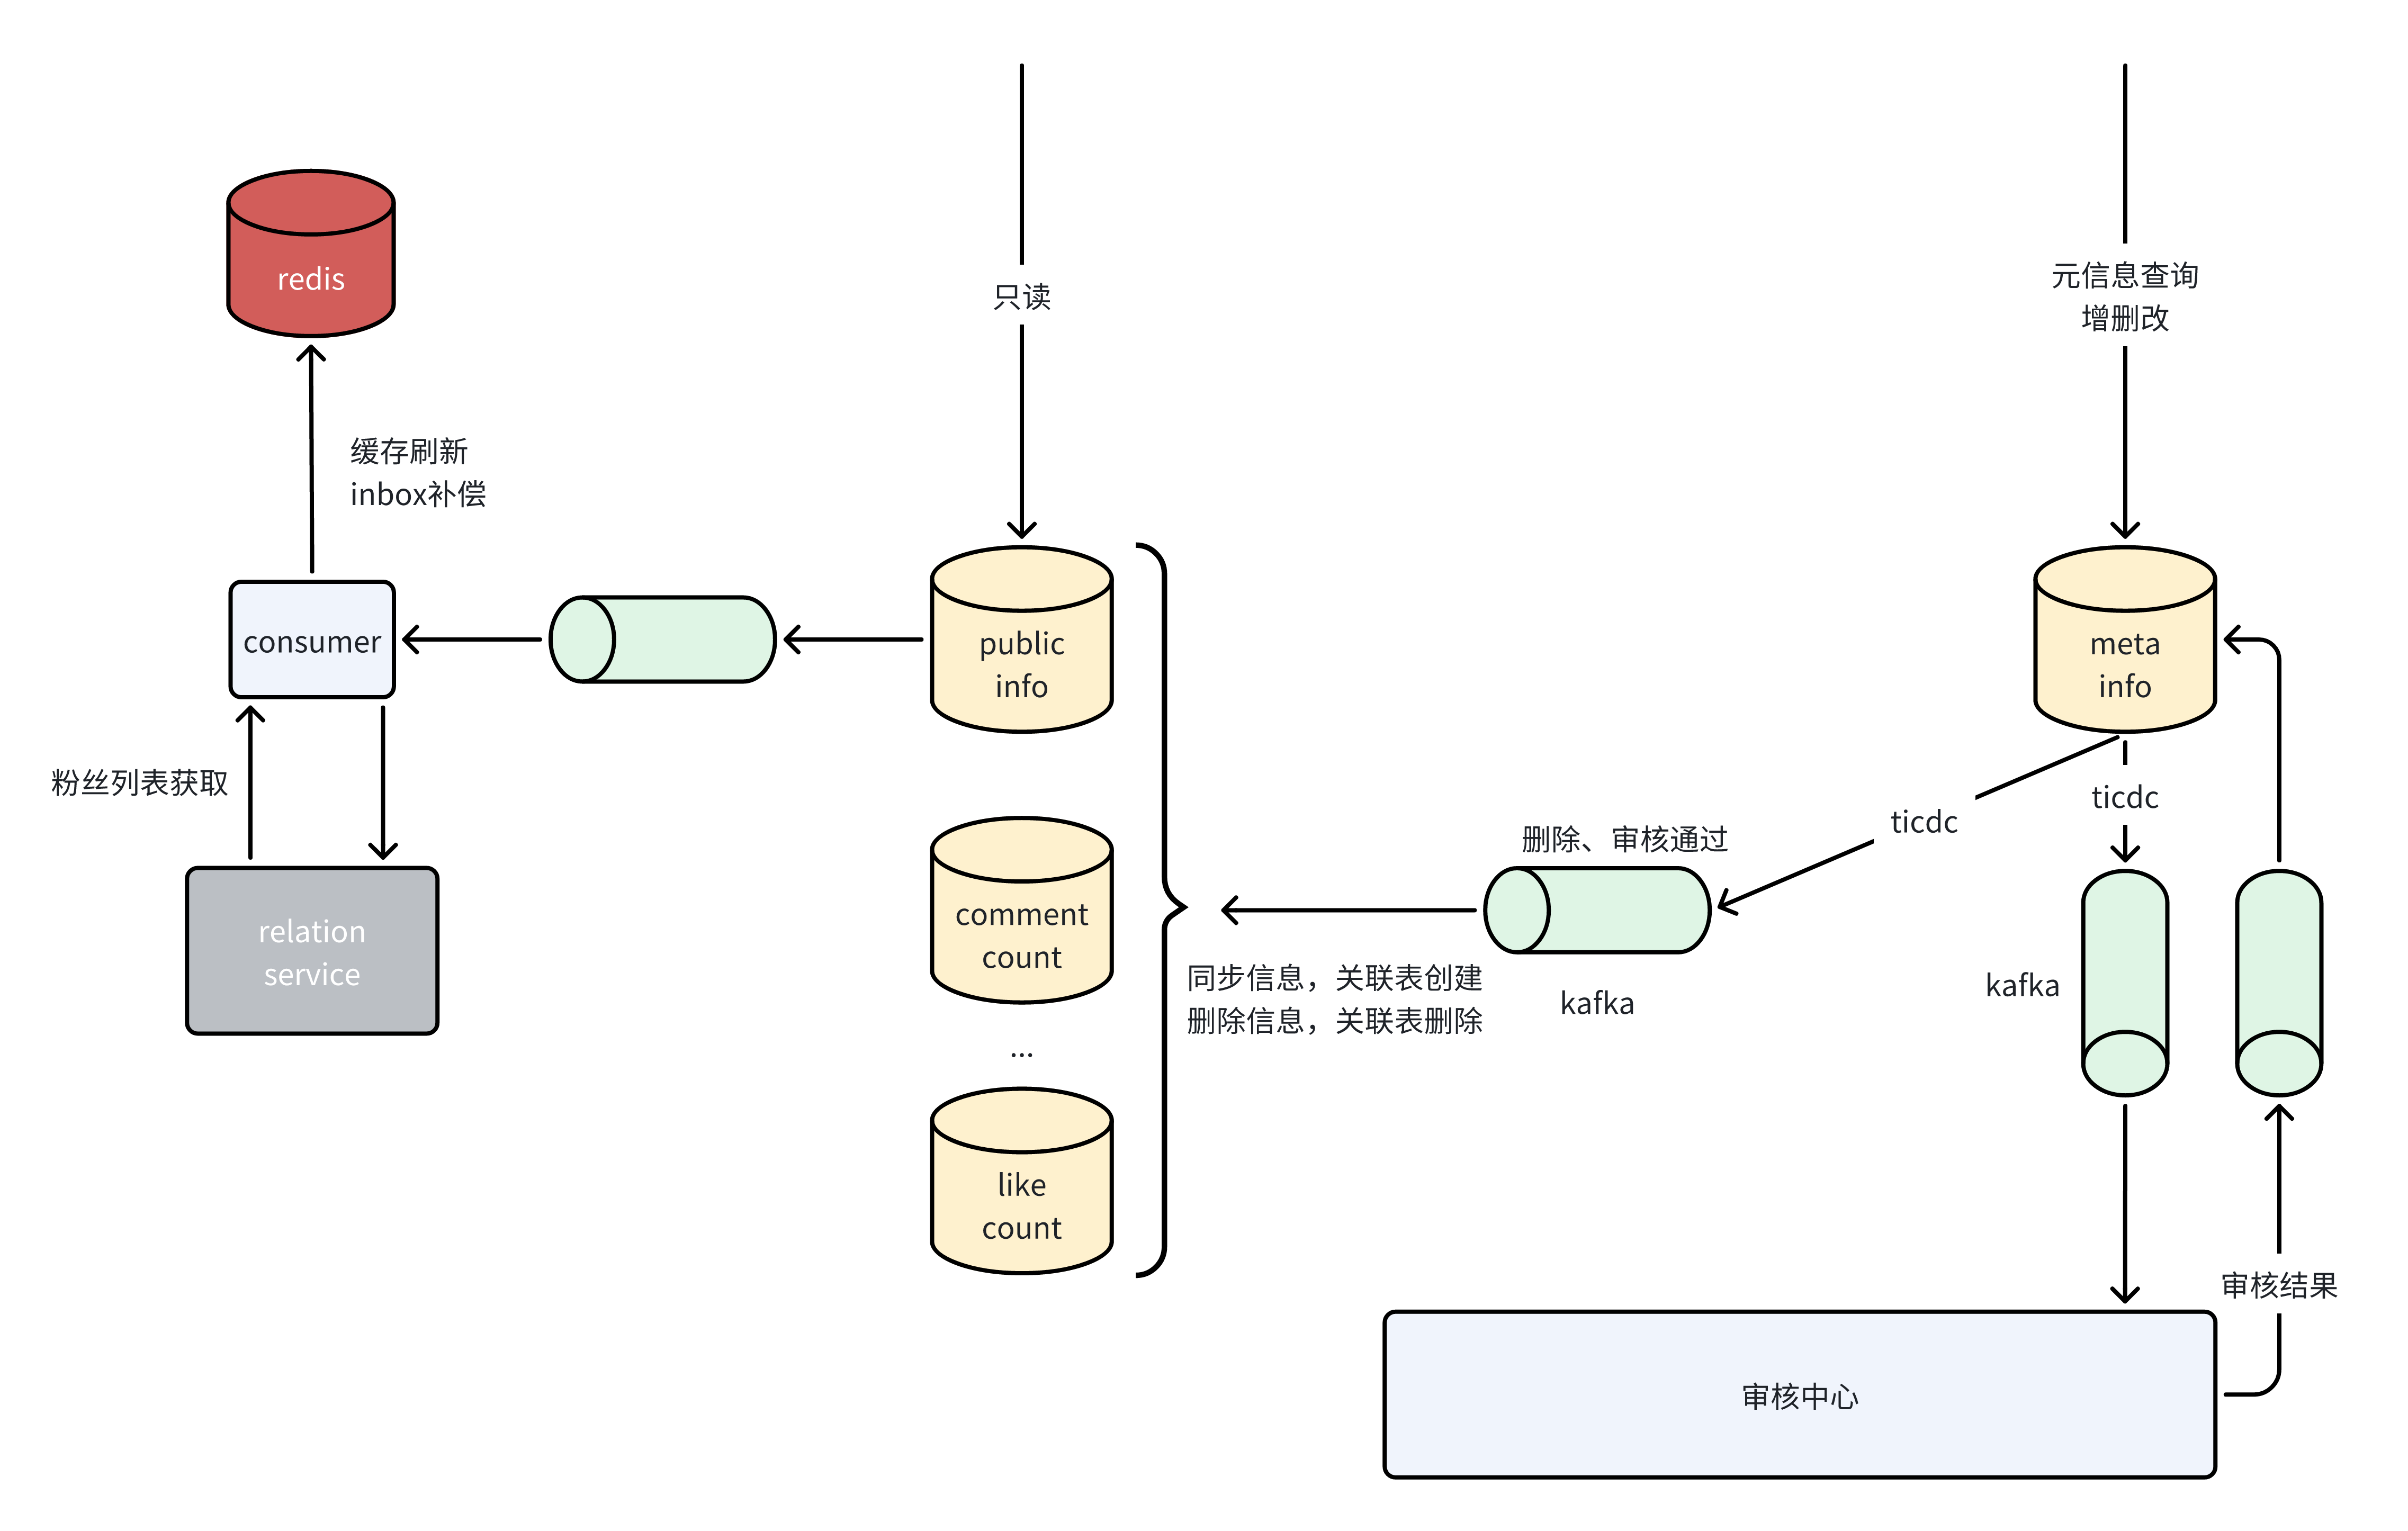 redis
只读
元信息查询
增删改
缓存刷新
inbox补偿
consumer
public
info
meta
info
粉丝列表获取
ticdc
ticdc
删除、审核通过
relation
service
comment
count
同步信息，关联表创建
删除信息，关联表删除
kafka
kafka
...
like
count
审核结果
审核中心